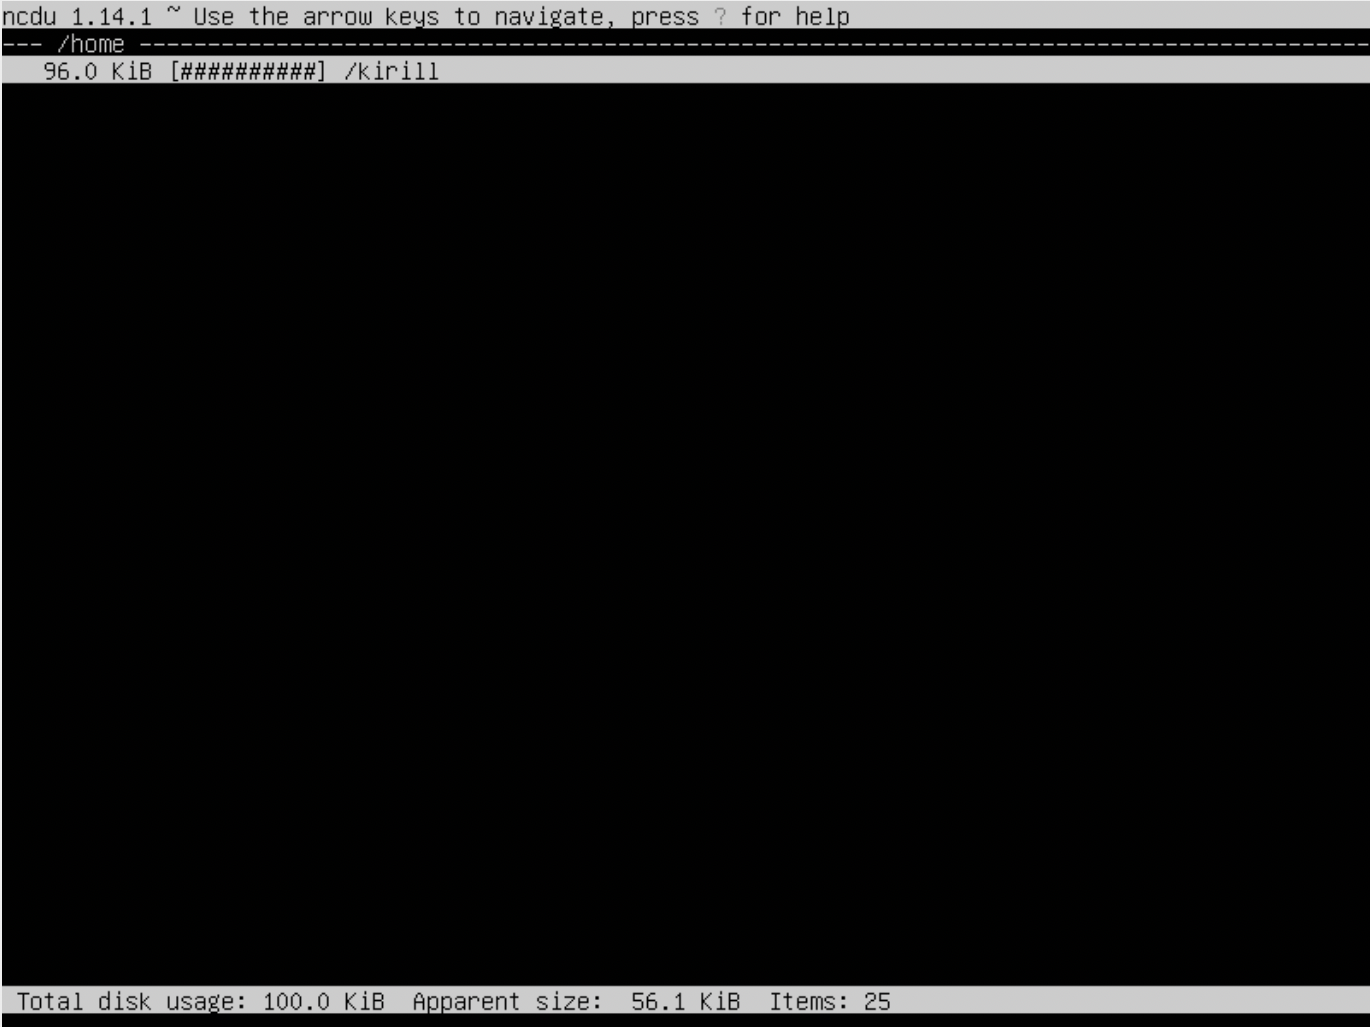 ncdu 1.14.1 ~ Use the arrow keys to navigate, press ? for help
--- /home ------------------------------------------------------------------------------------------
96.0 KiB [##########] /kirill
Total disk usage: 100.0 KiB  Apparent size:  56.1 KiB  Items: 25